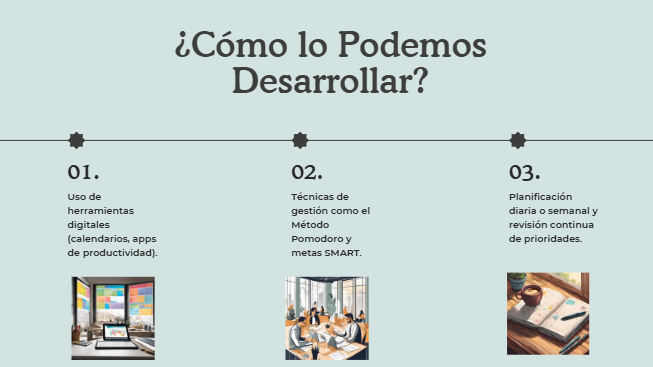 ¿Cómo lo Podemos
Desarrollar?
01.
Uso de
herramientas
digitales
(calendarios, apps
de productividad).
02.
Técnicas de
gestión como el
Método
Pomodoro y
metas SMART.
03.
Planificación
diaria o semanal y
revisión continua
de prioridades.